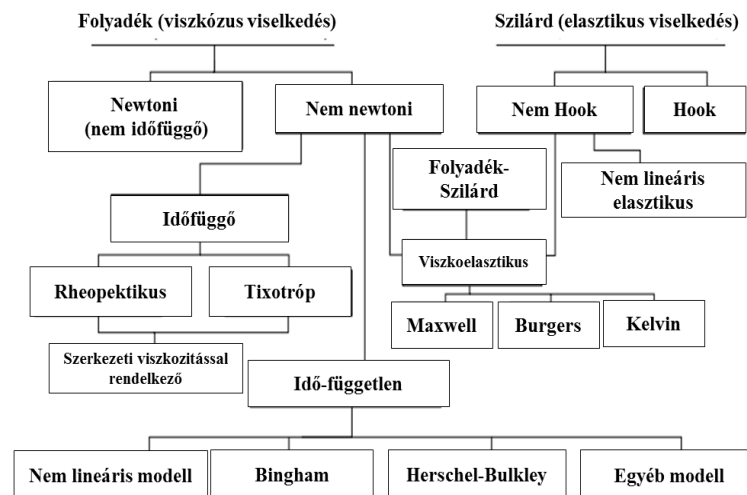 Folyadék (viszkózus viselkedés)
Szilárd (elasztikus viselkedés)
Newtoni
(nem időfüggő)
Nem newtoni
Nem Hook
Hook
Folyadék-
Szilárd
Nem lineáris
elasztikus
Időfüggő
Viszkoelasztikus
Rheopektikus
Tixotróp
Maxwell
Burgers
Kelvin
Szerkezeti viszkozitással
rendelkező
Idő-független
Nem lineáris modell
Bingham
Herschel-Bulkley
Egyéb modell